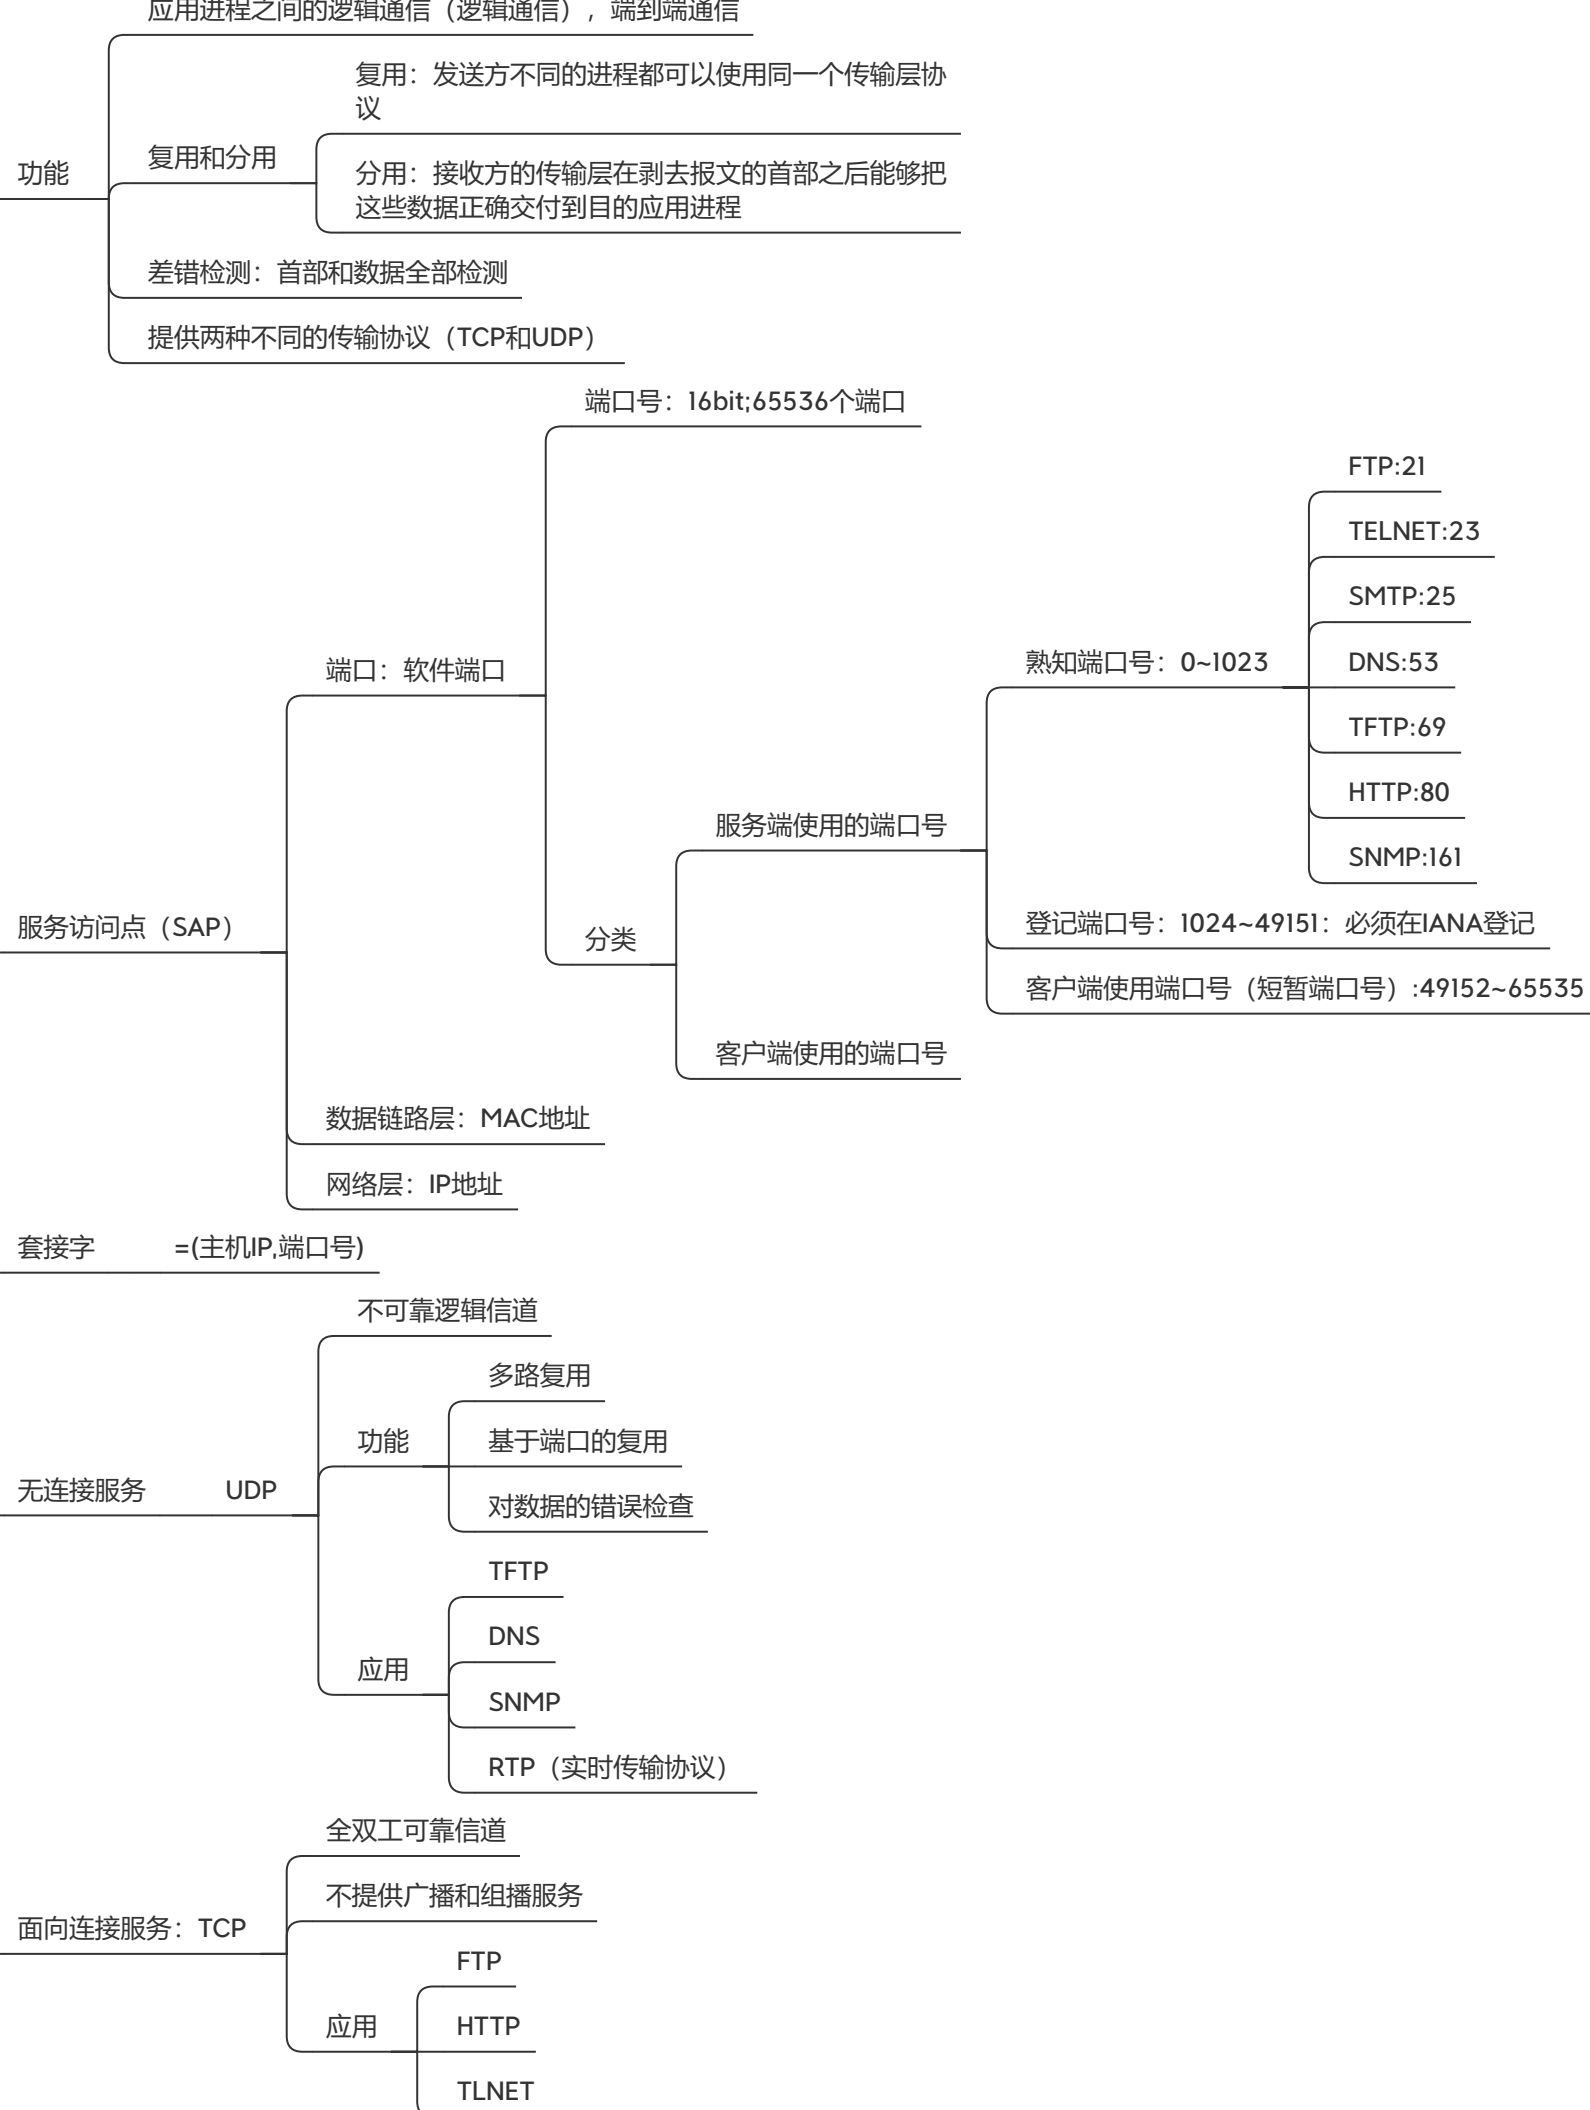 应用进程之间的逻辑通信（逻辑通信），端到端通信
复用：发送方不同的进程都可以使用同一个传输层协
议
复用和分用
功能
分用：接收方的传输层在剥去报文的首部之后能够把
这些数据正确交付到目的应用进程
差错检测：首部和数据全部检测
提供两种不同的传输协议（TCP和UDP）
端口号：16bit;65536个端口
FTP:21
TELNET:23
SMTP:25
端口：软件端口
熟知端口号：0~1023
DNS:53
TFTP:69
HTTP:80
服务端使用的端口号
SNMP:161
服务访问点（SAP）
分类
登记端口号：1024~49151：必须在IANA登记
客户端使用端口号（短暂端口号）:49152~65535
客户端使用的端口号
数据链路层：MAC地址
网络层：IP地址
套接字
=(主机IP,端口号)
不可靠逻辑信道
多路复用
功能
基于端口的复用
无连接服务
UDP
对数据的错误检查
TFTP
DNS
应用
SNMP
RTP（实时传输协议）
全双工可靠信道
不提供广播和组播服务
面向连接服务：TCP
FTP
应用
HTTP
TLNET